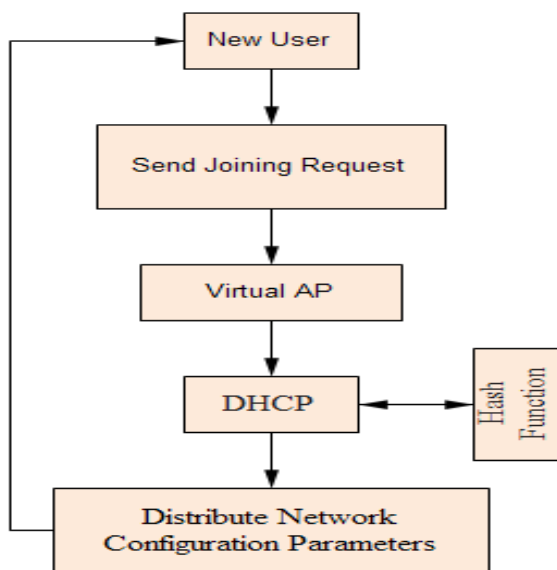 New User
Send Joining Request
Virtual AP
DHCP
Hash
Function
Distribute Network
Configuration Parameters